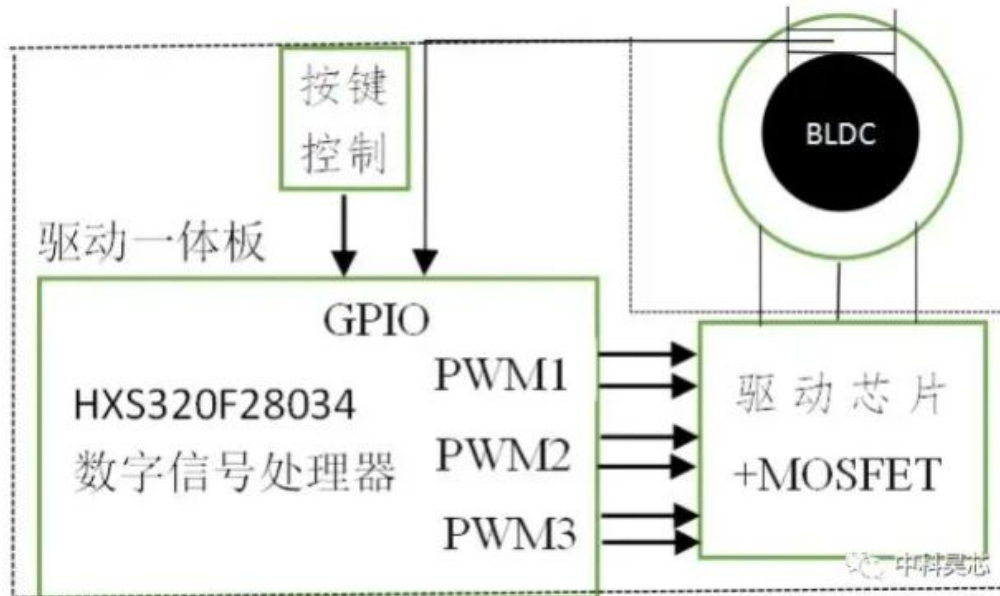 按键
控制
BLDC
驱动一体板
GPIO
PWM1
HXS320F28034
数字信号处理器
PWM2
PWM3
驱动芯片
+MOSFET
中科昊芯